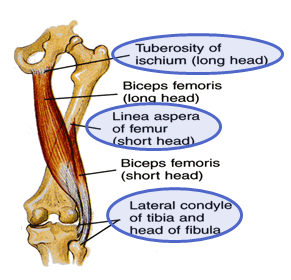 Tuberosity of
ischium (long head)
Biceps femoris
(long head)
Linea aspera
of femur
(short head)
Biceps femoris
(short head)
Lateral condyle
of tibia and
head of fibula